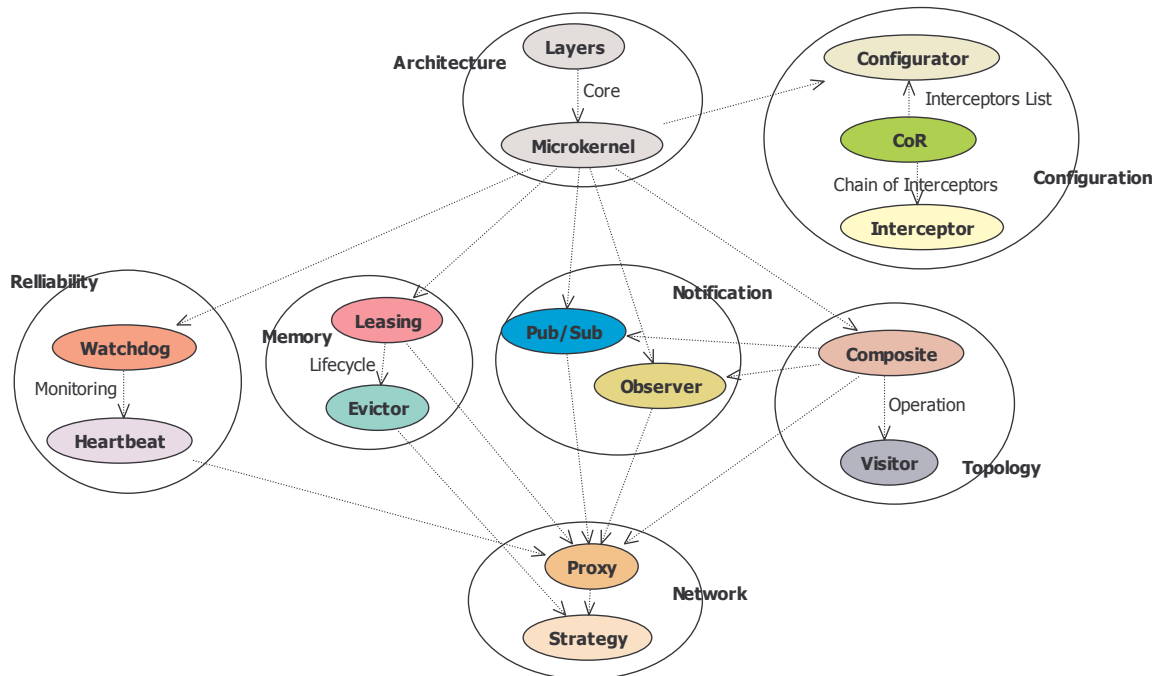 Layers
Architecture
Core
Microkernel
Configurator
Interceptors List
CoR
Chain of Interceptors
Configuration
Interceptor
Relliability
Watchdog
Monitoring
Heartbeat
Leasing
Memory
Lifecycle
Evictor
Notification
Pub/Sub
Observer
Composite
Operation
Visitor
Topology
Proxy
Network
Strategy